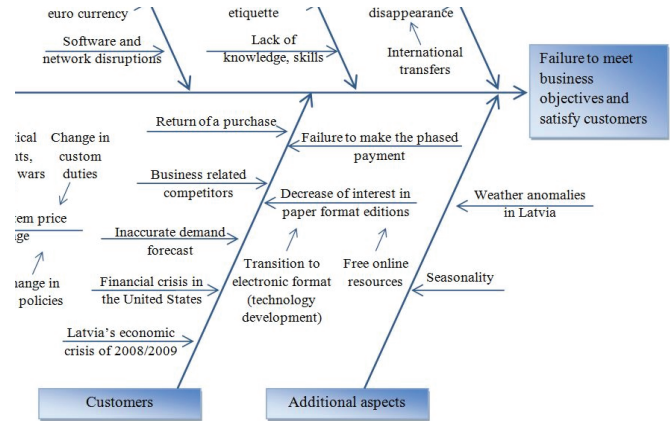 euro currency
etiquette
disappearance
Software and
network disruptions
Lack of
knowledge, skills
International
transfers
Failure to meet
business
objectives and
satisfy customers
Return of a purchase
Failure to make the phased
payment
Change in
custom
duties
wars
Business related
competitors
Decrease of interest in
paper format editions
Weather anomalies
in Latvia
price
Inaccurate demand
forecast
Transition to
electronic format
(technology
development)
Free online
resources
in
policies
Financial crisis in
the United States
Seasonality
Latvia's economic
crisis of 2008/2009
Customers
Additional aspects